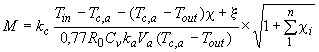 M = k_c \frac{T_{in} - T_{c,a} - (T_{c,a} - T_{out})\chi + \xi}{0,77 R_0 C_v k_a V_a (T_{c,a} - T_{out})} \times \sqrt{1 + \sum_{1}^{n} \chi_i}